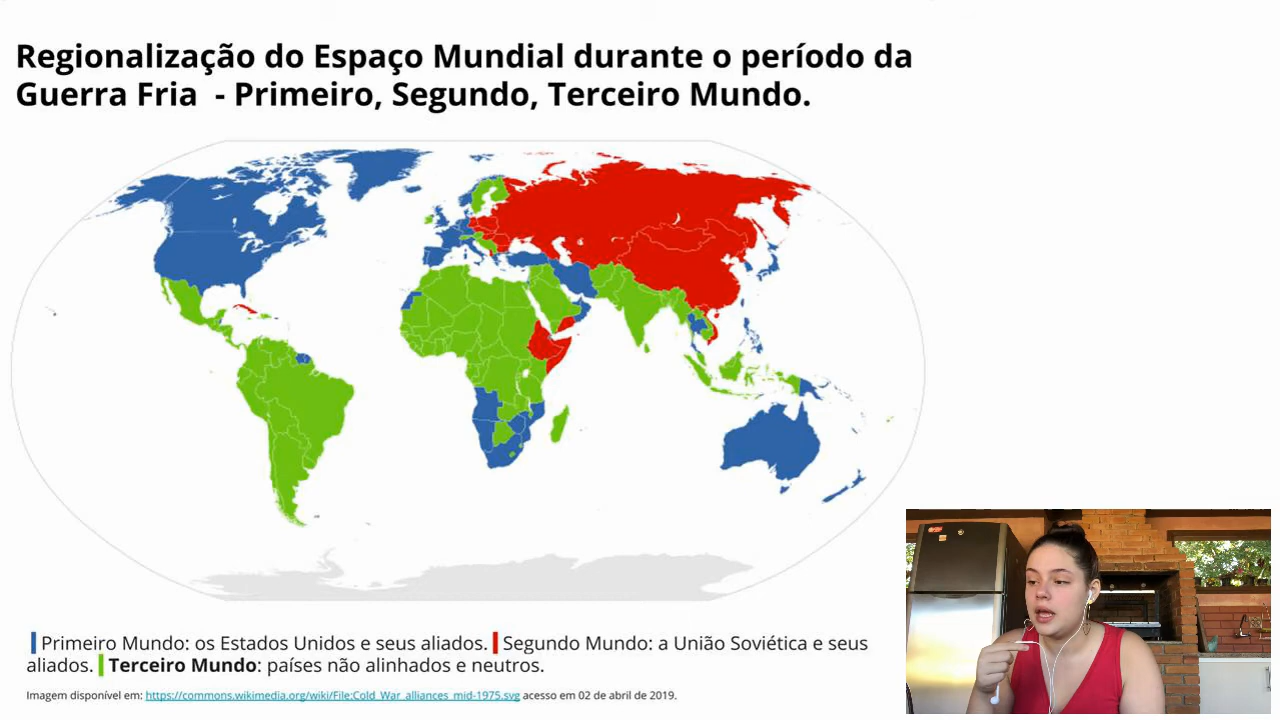 Regionalização do Espaço Mundial durante o período da
Guerra Fria - Primeiro, Segundo, Terceiro Mundo.
Primeiro Mundo: os Estados Unidos e seus aliados. Segundo Mundo: a União Soviética e seus
aliados. Terceiro Mundo: países não alinhados e neutros.
Imagem disponível em: https://commons.wikimedia.org/wiki/File:Cold_War_alliances_mid-1975.svg acesso em 02 de abril de 2019.